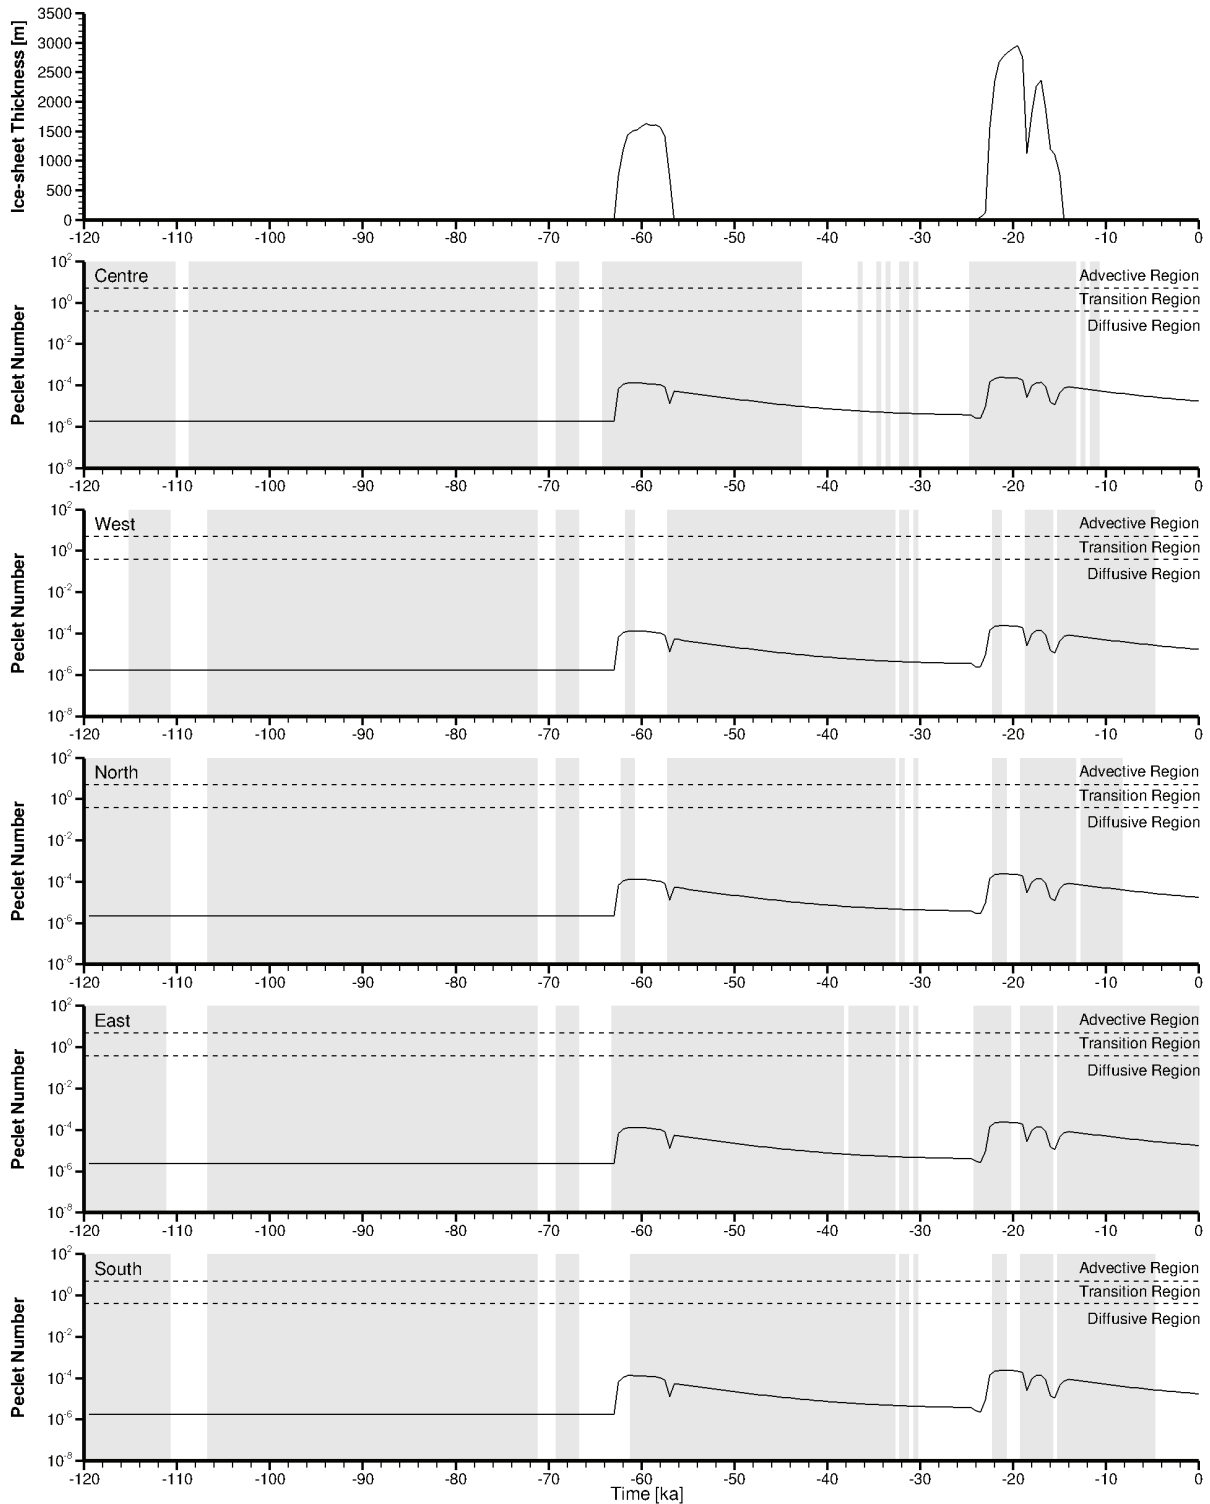 Ice-sheet Thickness [m]
3500
3000
2500
2000
1500
1000
500
0
-120 -110 -100 -90 -80 -70 -60 -50 -40 -30 -20 -10 0
Peclet Number
10² 10⁰ 10⁻² 10⁻⁴ 10⁻⁶ 10⁻⁸
Centre
Advective Region
Transition Region
Diffusive Region
-120 -110 -100 -90 -80 -70 -60 -50 -40 -30 -20 -10 0
Peclet Number
10² 10⁰ 10⁻² 10⁻⁴ 10⁻⁶ 10⁻⁸
West
Advective Region
Transition Region
Diffusive Region
-120 -110 -100 -90 -80 -70 -60 -50 -40 -30 -20 -10 0
Peclet Number
10² 10⁰ 10⁻² 10⁻⁴ 10⁻⁶ 10⁻⁸
North
Advective Region
Transition Region
Diffusive Region
-120 -110 -100 -90 -80 -70 -60 -50 -40 -30 -20 -10 0
Peclet Number
10² 10⁰ 10⁻² 10⁻⁴ 10⁻⁶ 10⁻⁸
East
Advective Region
Transition Region
Diffusive Region
-120 -110 -100 -90 -80 -70 -60 -50 -40 -30 -20 -10 0
Peclet Number
10² 10⁰ 10⁻² 10⁻⁴ 10⁻⁶ 10⁻⁸
South
Advective Region
Transition Region
Diffusive Region
-120 -110 -100 -90 -80 -70 -60 -50 -40 -30 -20 -10 0
Time [ka]